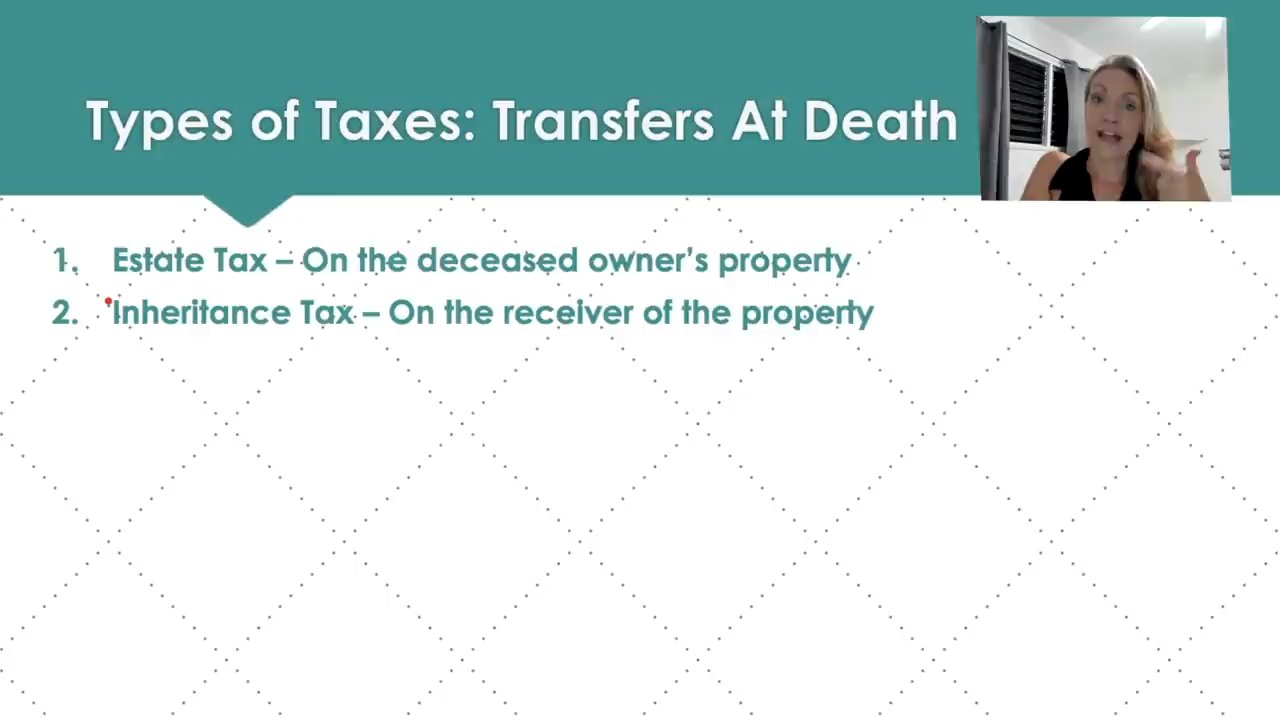 Types of Taxes: Transfers At Death
1. Estate Tax – On the deceased owner’s property
2. Inheritance Tax – On the receiver of the property